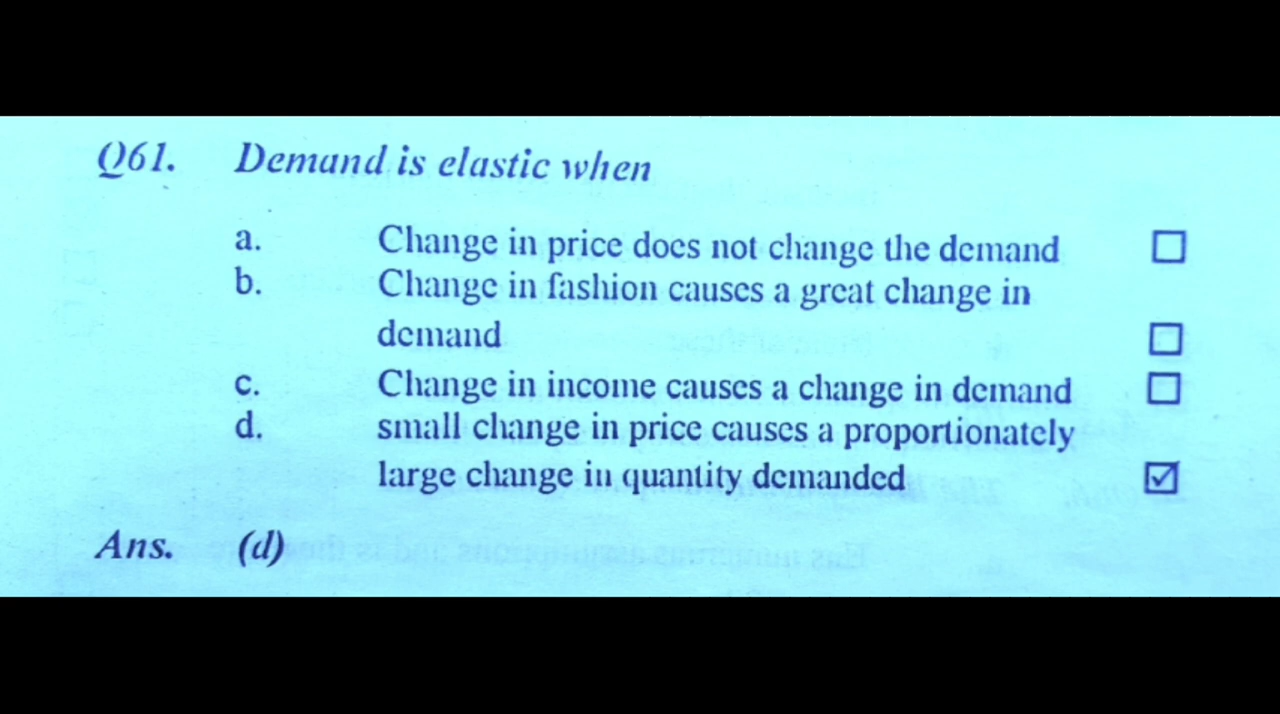 Q61. Demand is elastic when
a. Change in price does not change the demand
b. Change in fashion causes a great change in
demand
c. Change in income causes a change in demand
d. small change in price causes a proportionately
large change in quantity demanded
Ans. (d)